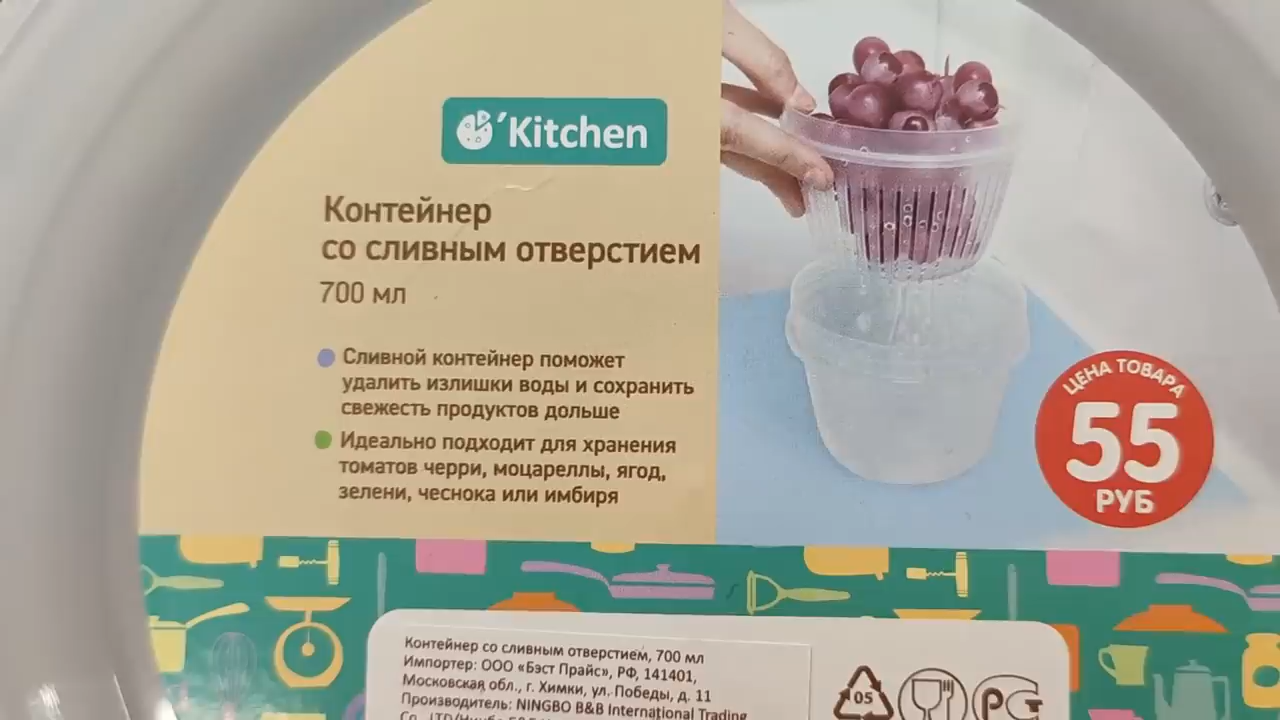 'Kitchen
Контейнер
со сливным отверстием
700 мл
Сливной контейнер поможет
удалить излишки воды и сохранить
свежесть продуктов дольше
Идеально подходит для хранения
томатов черри, моцареллы, ягод,
зелени, чеснока или имбиря
ЦЕНА ТОВАРА
55
РУБ
Контейнер со сливным отверстием, 700 мл
Импортер: ООО «Бэст Прайс», РФ, 141401,
Московская обл., г. Химки, ул. Победы, д. 11
Производитель: NINGBO B&B International Trading
05